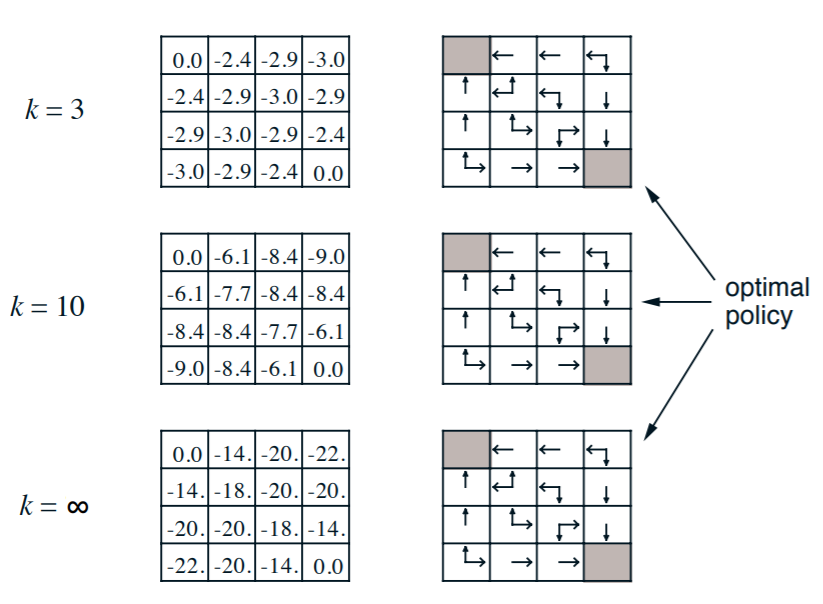 k = 3
0.0 -2.4 -2.9 -3.0
-2.4 -2.9 -3.0 -2.9
-2.9 -3.0 -2.9 -2.4
-3.0 -2.9 -2.4 0.0
k = 10
0.0 -6.1 -8.4 -9.0
-6.1 -7.7 -8.4 -8.4
-8.4 -8.4 -7.7 -6.1
-9.0 -8.4 -6.1 0.0
optimal
policy
k = ∞
0.0 -14. -20. -22.
-14. -18. -20. -20.
-20. -20. -18. -14.
-22. -20. -14. 0.0